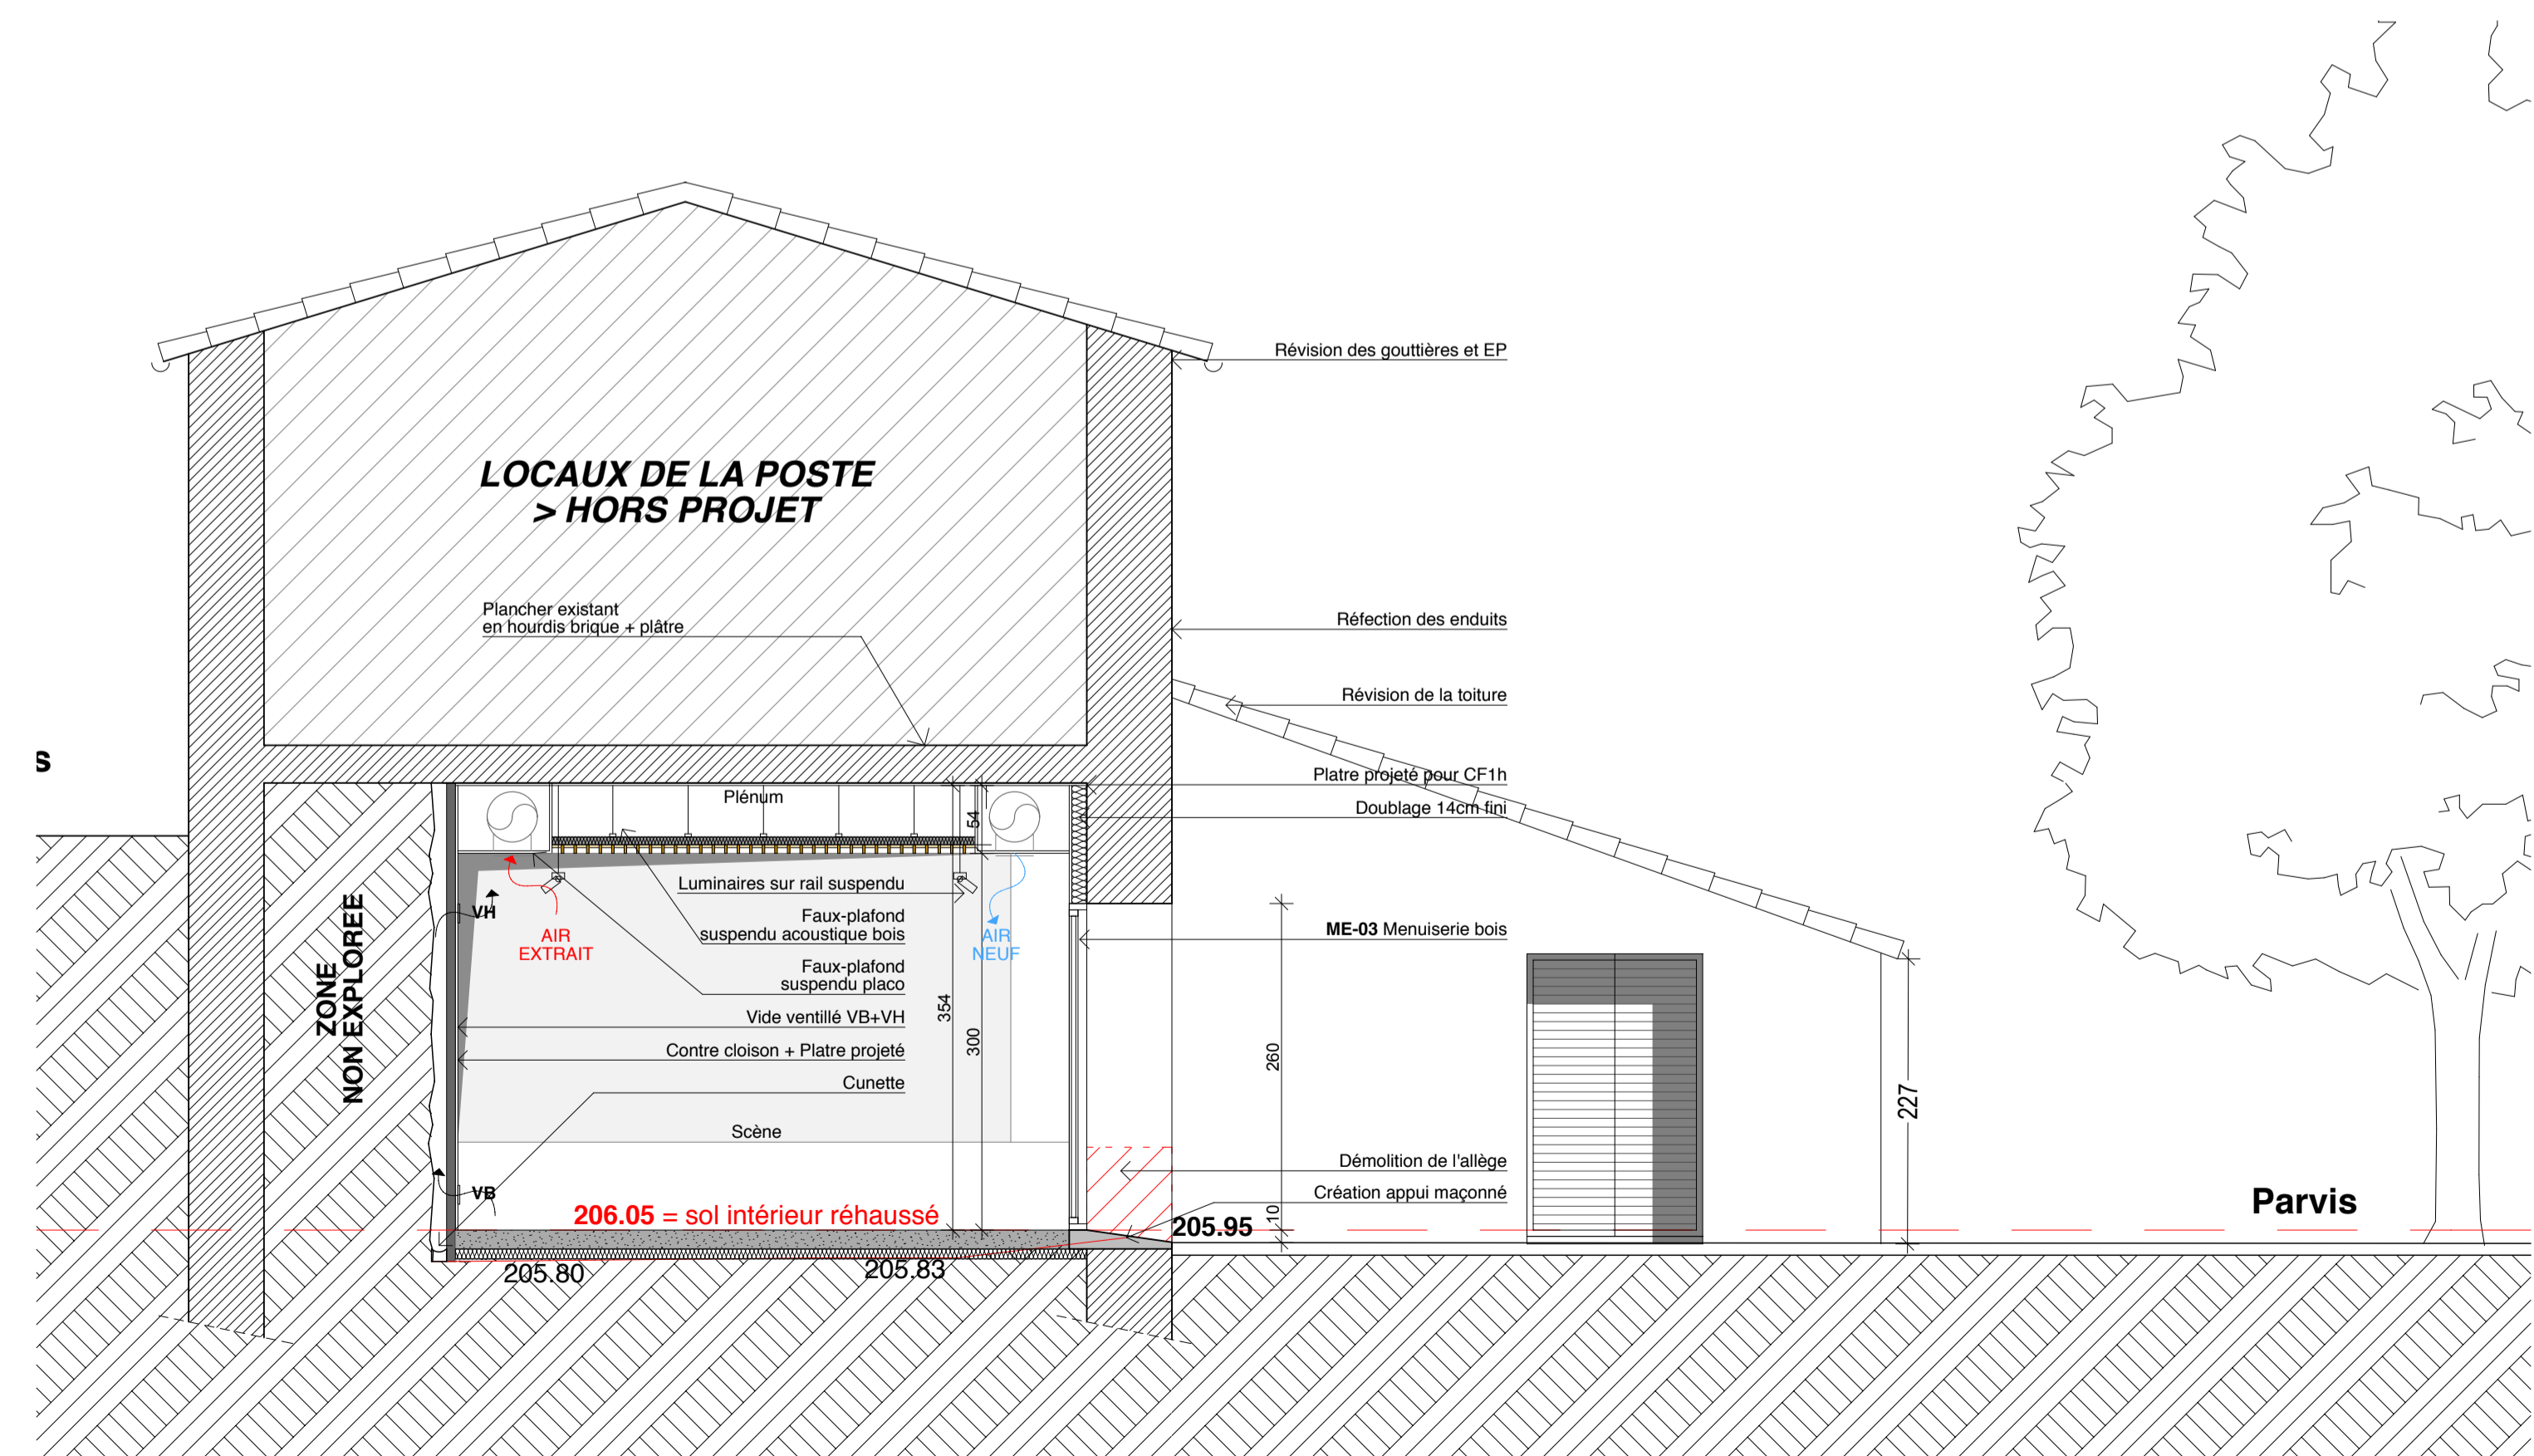 Révision des gouttières et EP
LOCAUX DE LA POSTE
> HORS PROJET
Plancher existant
en hourdis brique + plâtre
Réfection des enduits
Révision de la toiture
s
Platre projeté pour CF1h
Plénum
Doublage 14cm fini
54
Luminaires sur rail suspendu
VH
Faux-plafond
suspendu acoustique bois
AIR
EXTRAIT
AIR
NEUF
ME-03 Menuiserie bois
Faux-plafond
suspendu placo
ZONE
NON EXPLOREE
354
300
Vide ventillé VB+VH
Contre cloison + Platre projeté
260
Cunette
227
Scène
Démolition de l'allège
VB
Création appui maçonné
206.05 = sol intérieur réhaussé
10
205.95
Parvis
205.80
205.83